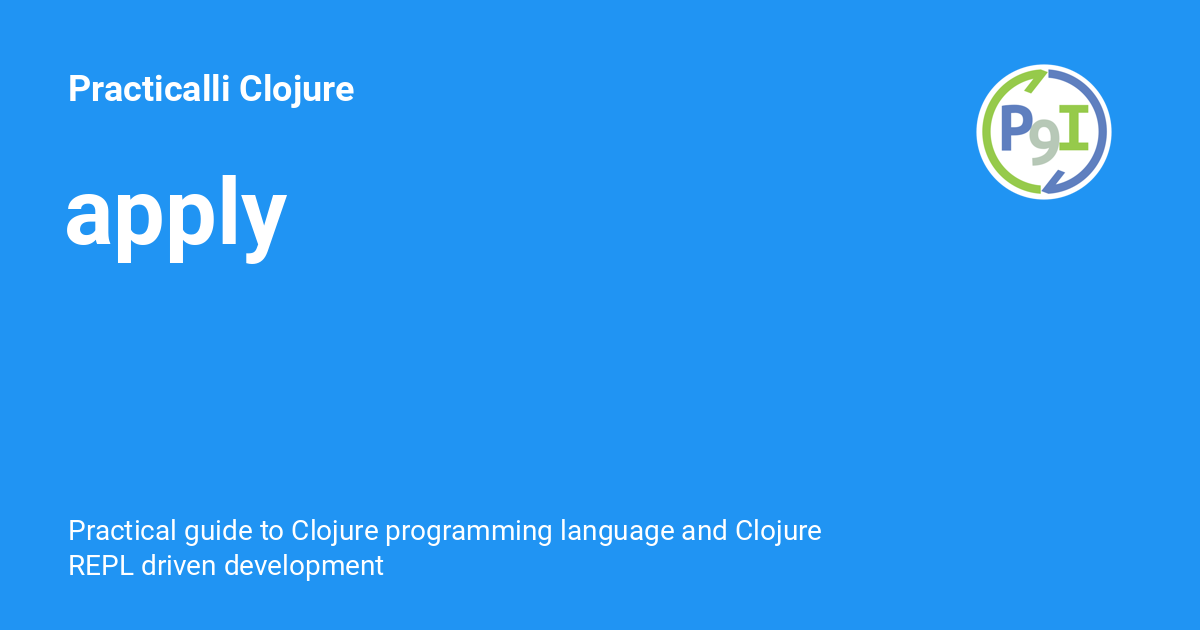 Practicalli Clojure
P9I
apply
Practical guide to Clojure programming language and Clojure
REPL driven development